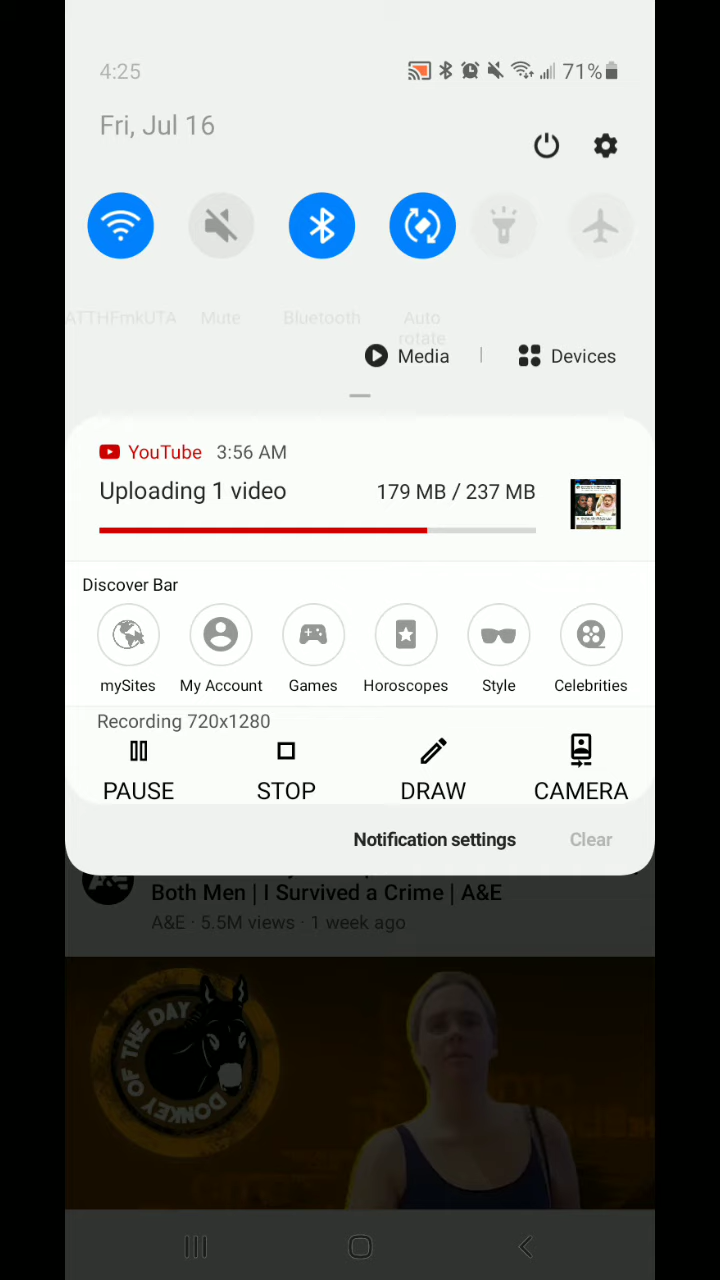 4:25
71%
Fri, Jul 16
ATTHFmkUTA
Mute
Bluetooth
Auto
rotate
Media
Devices
YouTube 3:56 AM
Uploading 1 video 179 MB / 237 MB
Discover Bar
mySites
My Account
Games
Horoscopes
Style
Celebrities
Recording 720x1280
PAUSE
STOP
DRAW
CAMERA
Notification settings
Clear
Both Men | I Survived a Crime | A&E
A&E · 5.5M views · 1 week ago
DONKEY OF THE DAY